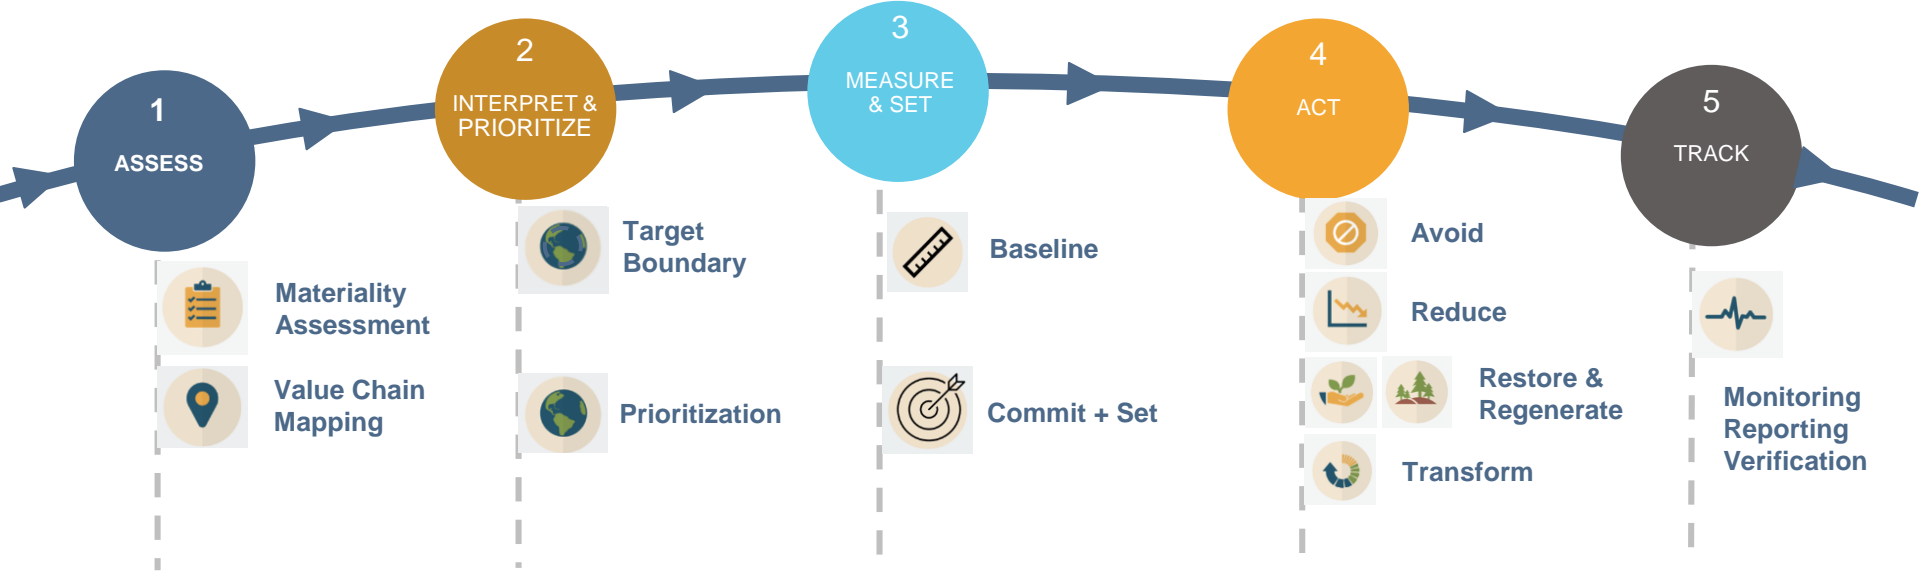 1
ASSESS
Materiality
Assessment
Value Chain
Mapping
2
INTERPRET &
PRIORITIZE
Target
Boundary
Prioritization
3
MEASURE
& SET
Baseline
Commit + Set
4
ACT
Avoid
Reduce
Restore &
Regenerate
Transform
5
TRACK
Monitoring
Reporting
Verification